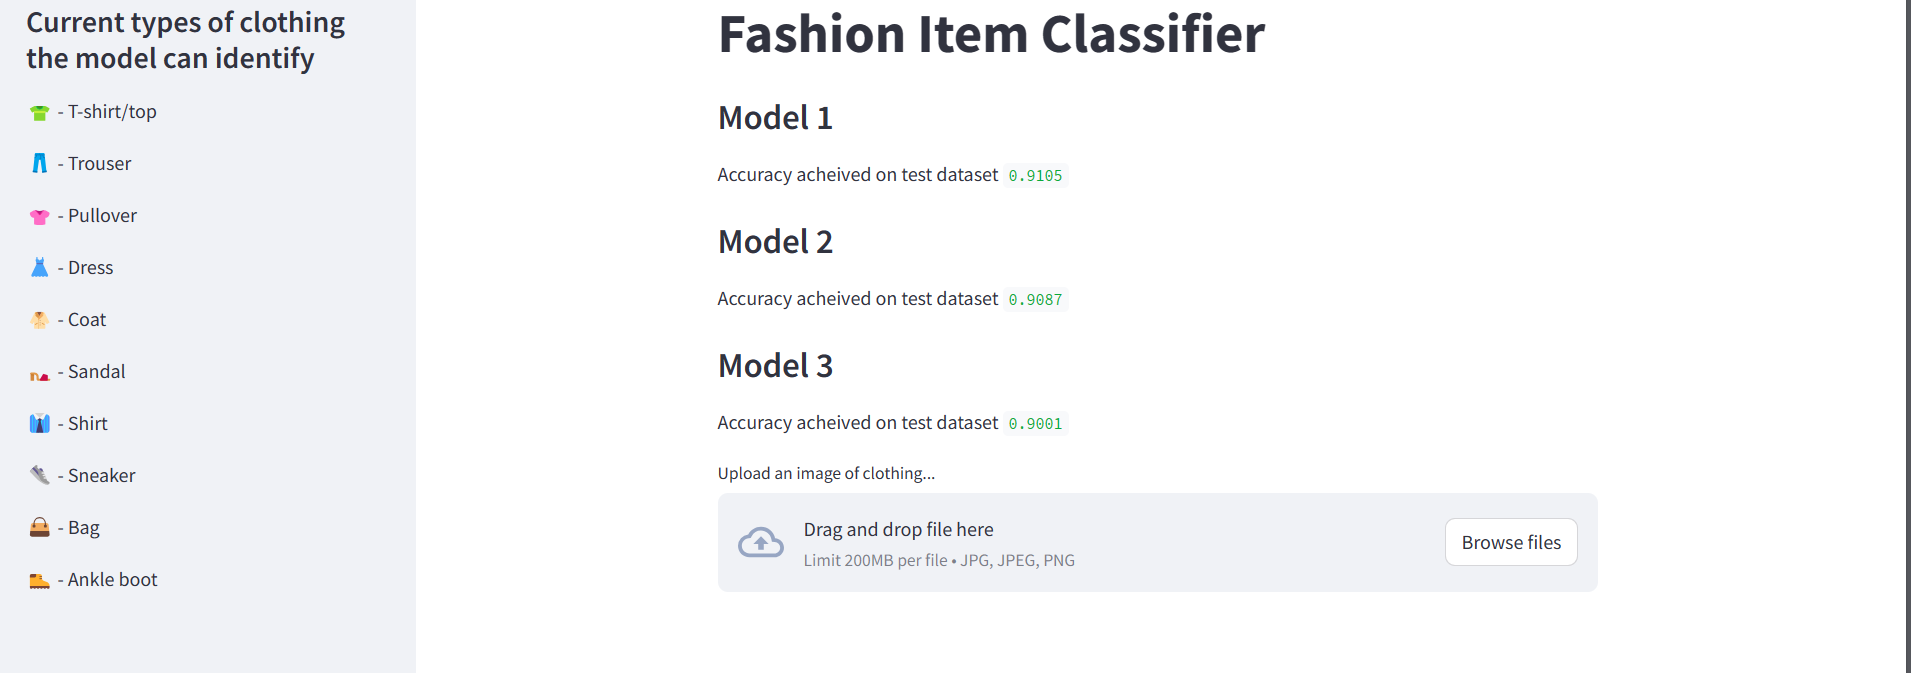 Current types of clothing
the model can identify
- T-shirt/top
- Trouser
- Pullover
- Dress
- Coat
- Sandal
- Shirt
- Sneaker
- Bag
- Ankle boot
Fashion Item Classifier
Model 1
Accuracy acheived on test dataset 0.9105
Model 2
Accuracy acheived on test dataset 0.9087
Model 3
Accuracy acheived on test dataset 0.9001
Upload an image of clothing...
Drag and drop file here
Limit 200MB per file • JPG, JPEG, PNG
Browse files